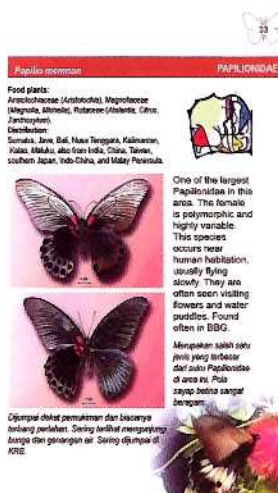 33
Papilio memnae
PAPILIONIDAE
Food plants:
Aristolochiaceae (Aristolochia), Magnoliaceae
(Magnolia, Michelia), Rutaceae (Atalantia, Citrus,
Zanthoxylum).
Distribution:
Sumatra, Java, Bali, Nusa Tenggara, Kalimantan,
Kalao, Maluku, also from India, China, Taiwan,
southern Japan, Indo-China, and Malay Peninsula.
One of the largest
Papilionidae in this
area. The female
is polymorphic and
highly variable.
This species
occurs near
human habitation,
usually flying
slowly. They are
often seen visiting
flowers and water
puddles. Found
often in BBG.
Merupakan salah satu
jenis yang terbesar
dari suku Papilionidae
di area ini. Pola
sayap betina sangat
beragam.
Dijumpai dekat pemukiman dan biasanya
terbang perlahan. Sering terlihat mengunjungi
bunga dan genangan air. Sering dijumpai di
KRB.